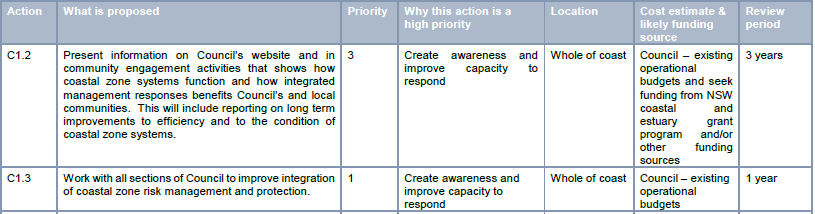 Action What is proposed Priority Why this action is a high priority Location Cost estimate & likely funding source Review period
C1.2 Present information on Council's website and in community engagement activities that shows how coastal zone systems function and how integrated management responses benefits Council's and local communities. This will include reporting on long term improvements to efficiency and to the condition of coastal zone systems. 3 Create awareness and improve capacity to respond Whole of coast Council – existing operational budgets and seek funding from NSW coastal and estuary grant program and/or other funding sources 3 years
C1.3 Work with all sections of Council to improve integration of coastal zone risk management and protection. 1 Create awareness and improve capacity to respond Whole of coast Council – existing operational budgets 1 year